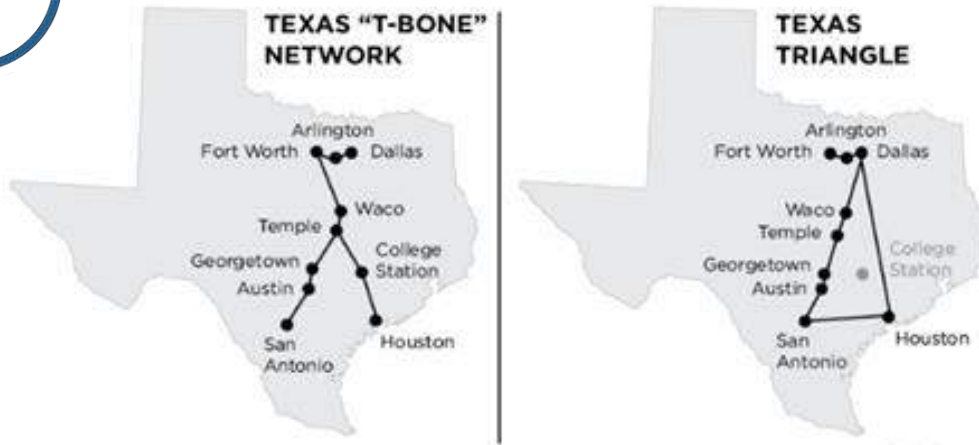 TEXAS “T-BONE”
NETWORK
Arlington
Fort Worth
Dallas
Waco
Temple
College
Station
Georgetown
Austin
San
Antonio
Houston
TEXAS
TRIANGLE
Arlington
Fort Worth
Dallas
Waco
Temple
College
Station
Georgetown
Austin
San
Antonio
Houston